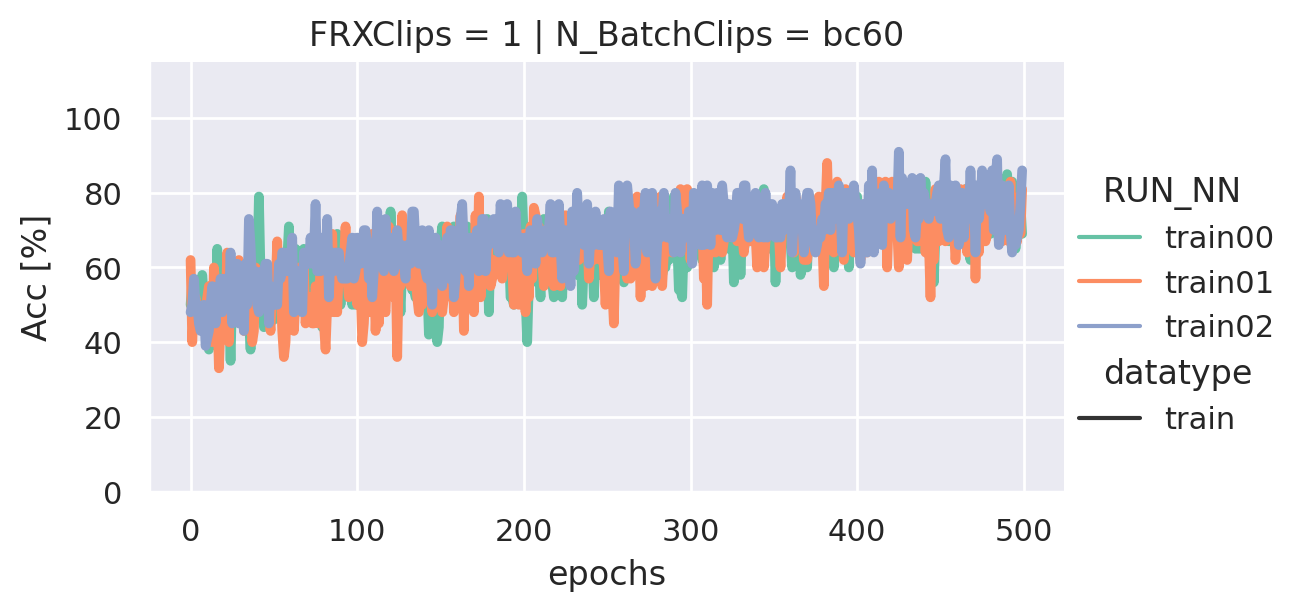 FRXClips = 1 | N_BatchClips = bc60
100
80
60
40
20
0
Acc [%]
0 100 200 300 400 500
epochs
RUN_NN
train00
train01
train02
datatype
train